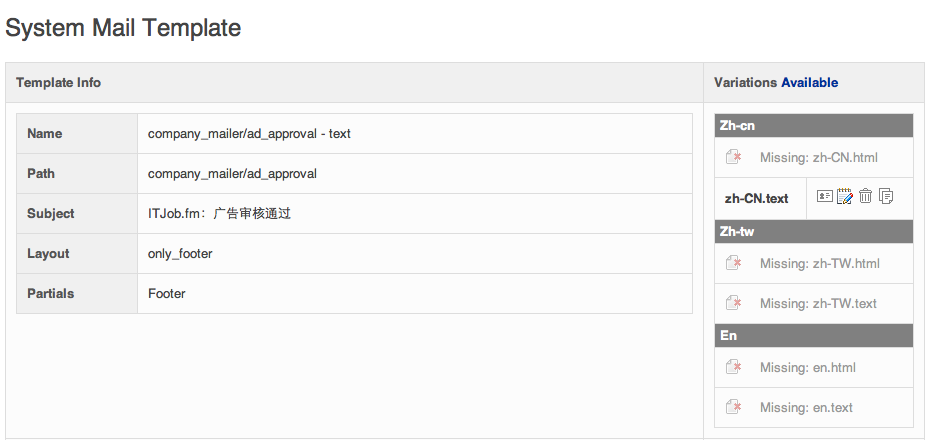 System Mail Template
Template Info
Name company_mailer/ad_approval - text
Path company_mailer/ad_approval
Subject ITJob.fm：广告审核通过
Layout only_footer
Partials Footer
Variations Available
Zh-cn
Missing: zh-CN.html
zh-CN.text
Zh-tw
Missing: zh-TW.html
Missing: zh-TW.text
En
Missing: en.html
Missing: en.text